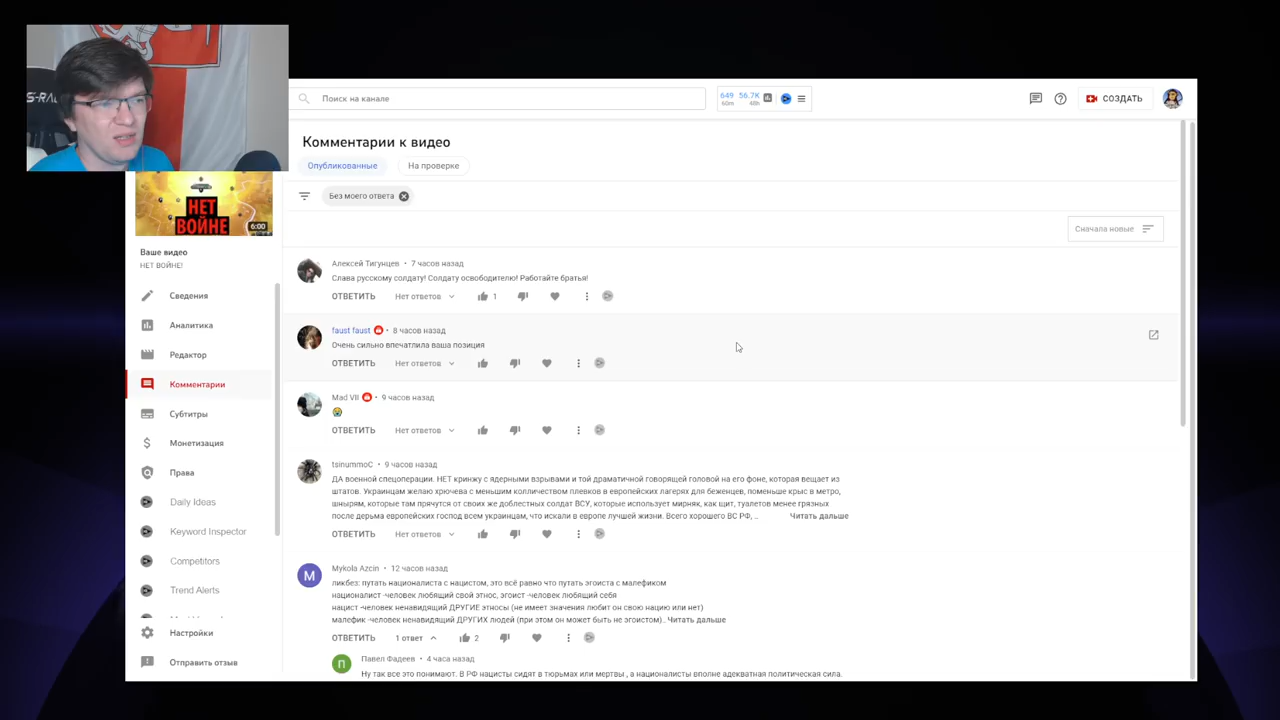 S-RA
Поиск на канале
649 56.7K
60m 48h
СОЗДАТЬ
Комментарии к видео
Опубликованные
На проверке
Без моего ответа
Сначала новые
НЕТ
ВОЙНЕ
6:00
Ваше видео
НЕТ ВОЙНЕ!
Сведения
Аналитика
Редактор
Комментарии
Субтитры
Монетизация
Права
Daily Ideas
Keyword Inspector
Competitors
Trend Alerts
Настройки
Отправить отзыв
Алексей Тигунцев • 7 часов назад
Слава русскому солдату! Солдату освободителю! Работайте братья!
ОТВЕТИТЬ Нет ответов 1
faust faust • 8 часов назад
Очень сильно впечатлила ваша позиция
ОТВЕТИТЬ Нет ответов
Mad VII • 9 часов назад
😭
ОТВЕТИТЬ Нет ответов
tsinummoC • 9 часов назад
ДА военной спецоперации. НЕТ кринжу с ядерными взрывами и той драматичной говорящей головой на его фоне, которая вещает из
штатов. Украинцам желаю хрючева с меньшим колличеством плевков в европейских лагерях для беженцев, поменьше крыс в метро,
шнырям, которые там прячутся от своих же доблестных солдат ВСУ, которые использует мирняк, как щит, туалетов менее грязных
после дерьма европейских господ всем украинцам, что искали в европе лучшей жизни. Всего хорошего ВС РФ, ... Читать дальше
ОТВЕТИТЬ Нет ответов
M
Mykola Azcin • 12 часов назад
ликбез: путать националиста с нацистом, это всё равно что путать эгоиста с малефиком
националист -человек любящий свой этнос, эгоист -человек любящий себя
нацист -человек ненавидящий ДРУГИЕ этносы (не имеет значения любит он свою нацию или нет)
малефик -человек ненавидящий ДРУГИХ людей (при этом он может быть не эгоистом)... Читать дальше
ОТВЕТИТЬ 1 ответ 2
П
Павел Фадеев • 4 часа назад
Ну так все это понимают. В РФ нацисты сидят в тюрьмах или мертвы , а националисты вполне адекватная политическая сила.